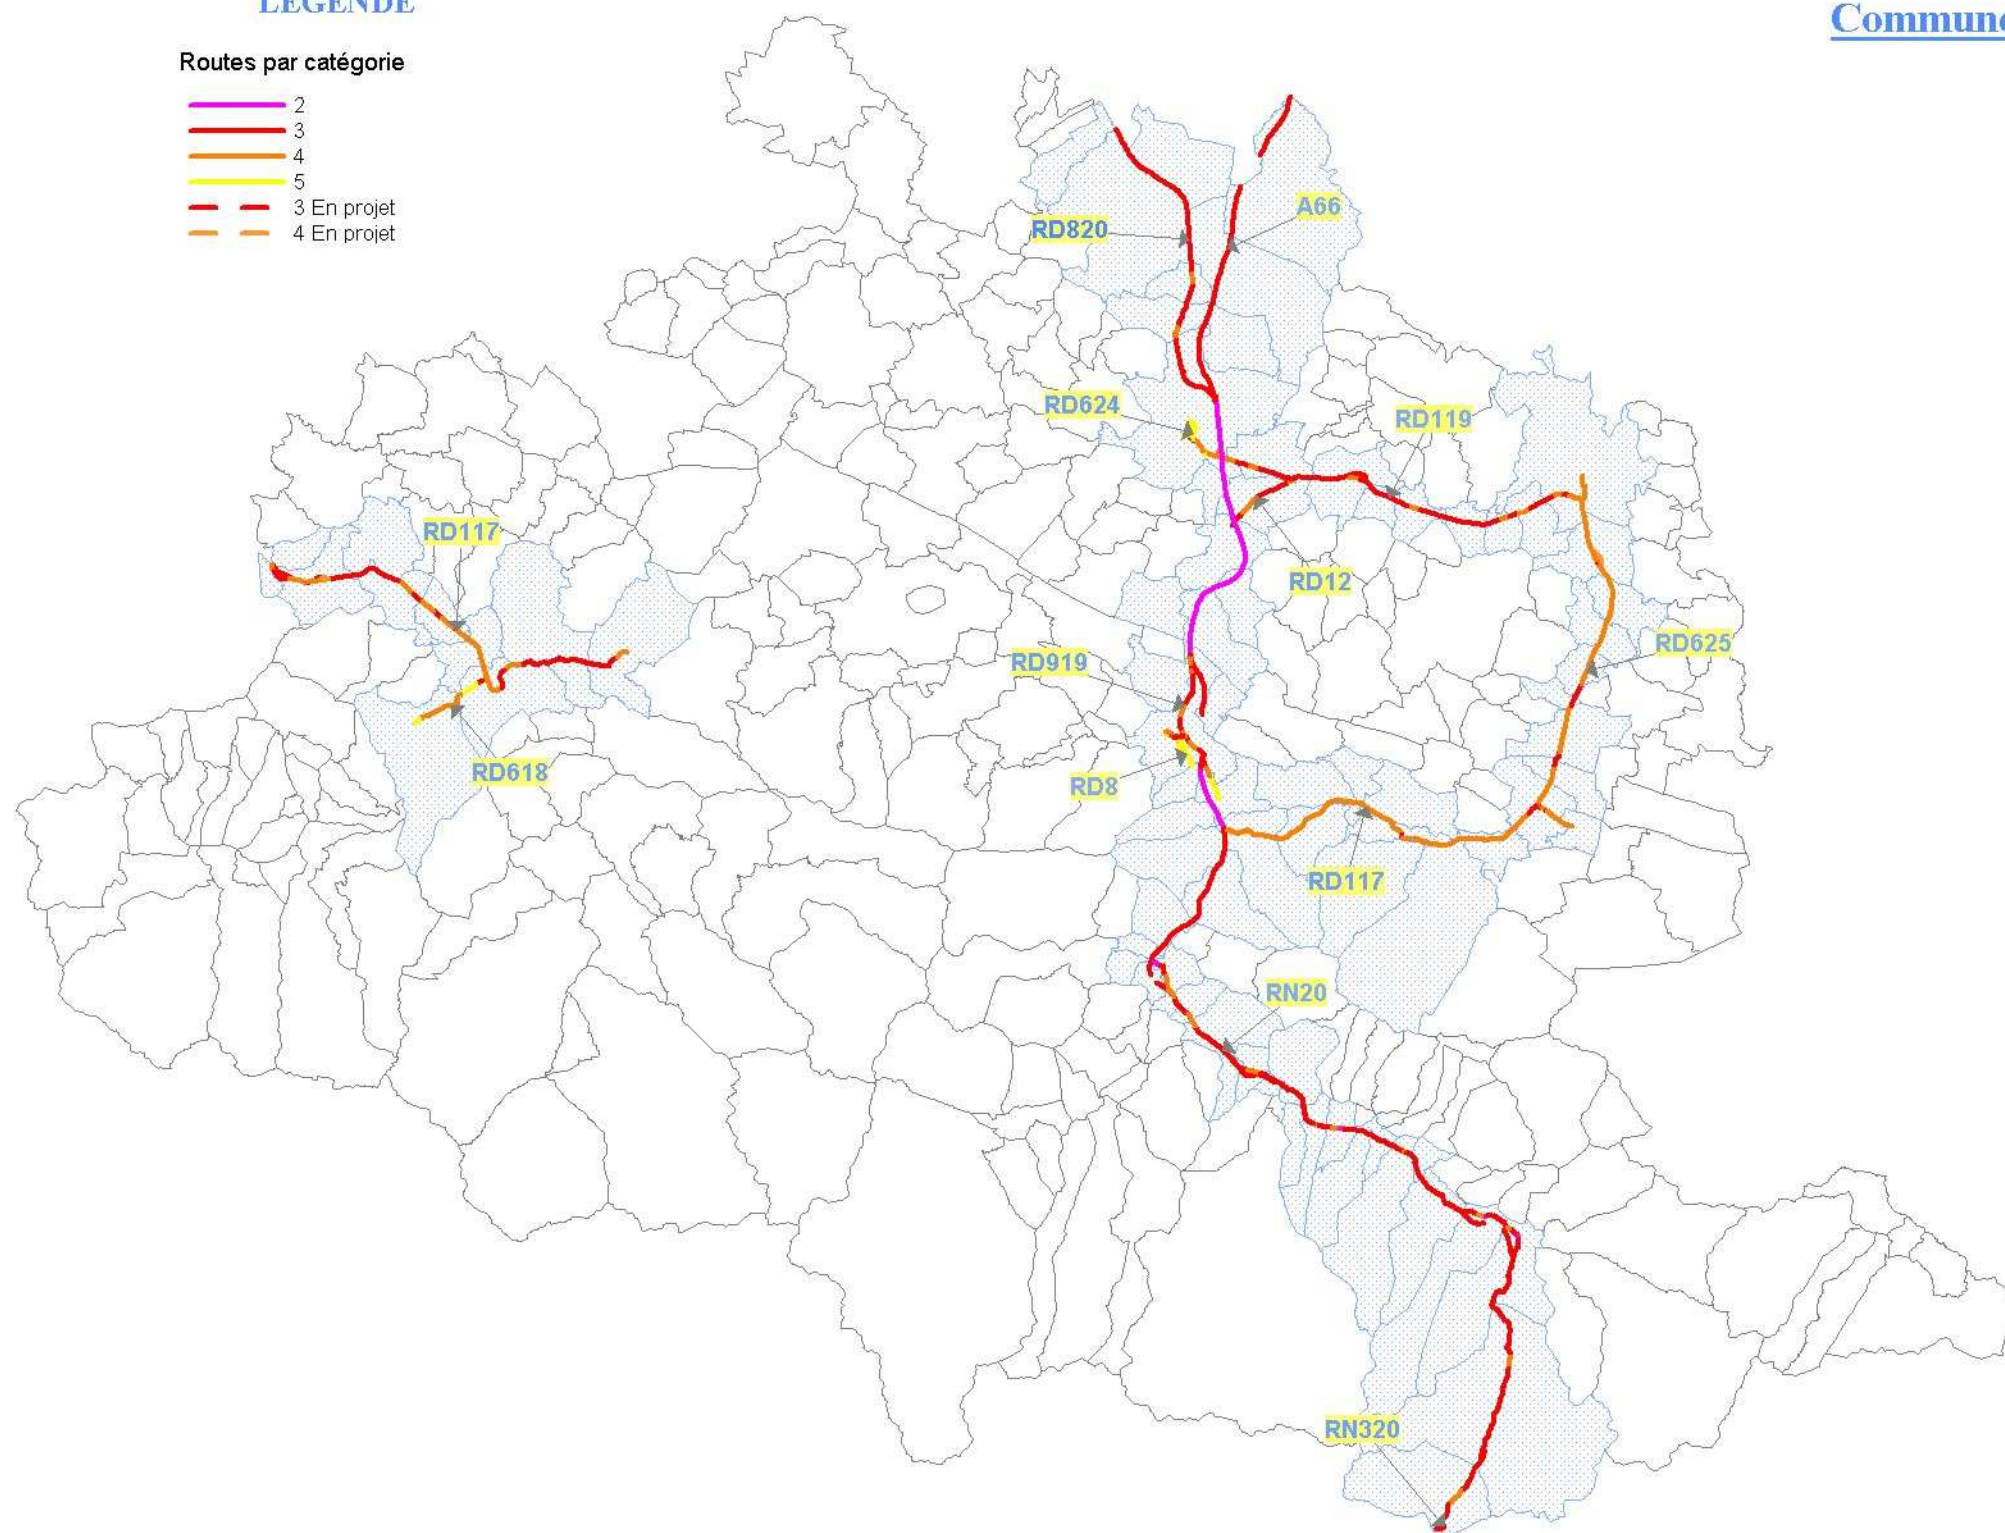 LEGENDE
Commune
Routes par catégorie
2
3
4
5
3 En projet
4 En projet
A66
RD820
RD624
RD119
RD117
RD12
RD919
RD625
RD618
RD8
RD117
RN20
RN320